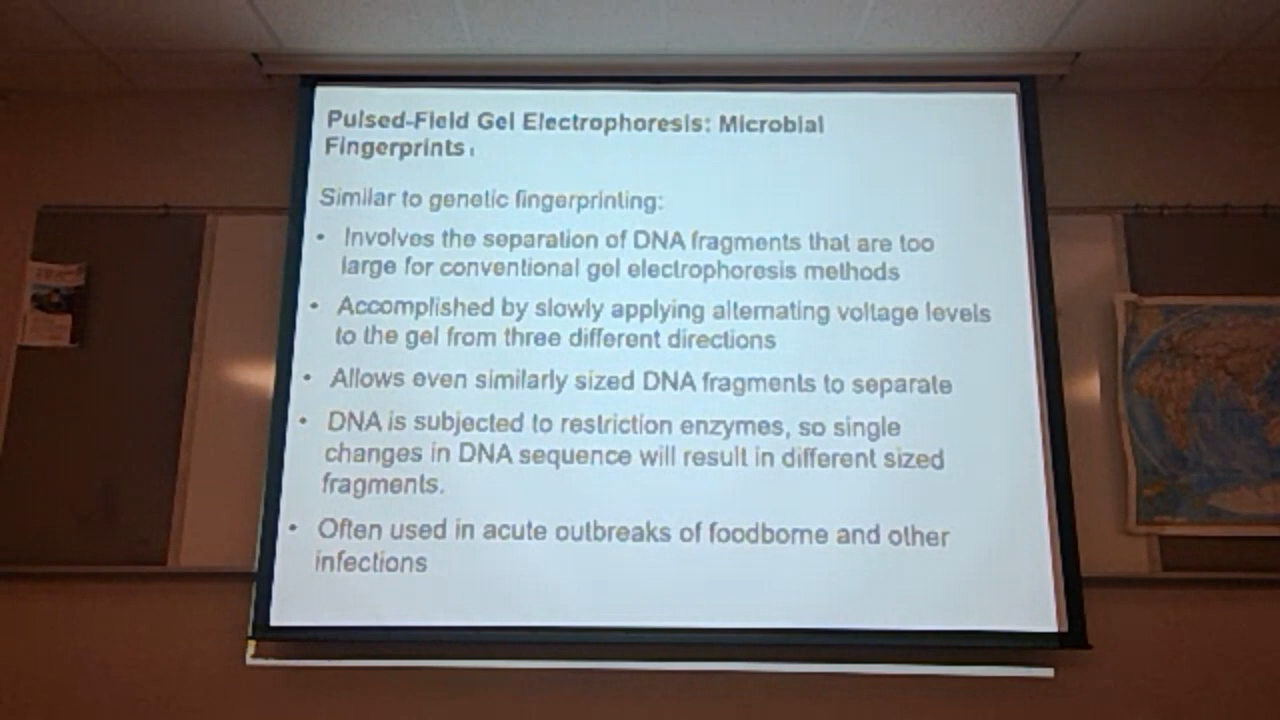 Pulsed-Field Gel Electrophoresis: Microbial
Fingerprints
Similar to genetic fingerprinting:
• Involves the separation of DNA fragments that are too
large for conventional gel electrophoresis methods
• Accomplished by slowly applying alternating voltage levels
to the gel from three different directions
• Allows even similarly sized DNA fragments to separate
• DNA is subjected to restriction enzymes, so single
changes in DNA sequence will result in different sized
fragments.
• Often used in acute outbreaks of foodborne and other
infections